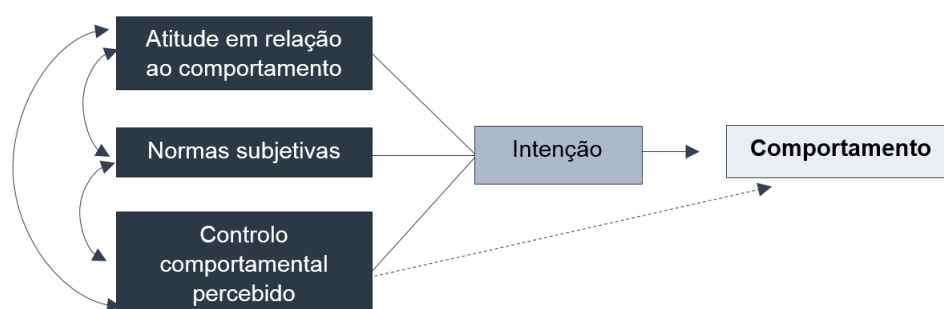 Atitude em relação
ao comportamento
Normas subjetivas
Controlo
comportamental
percebido
Intenção
Comportamento